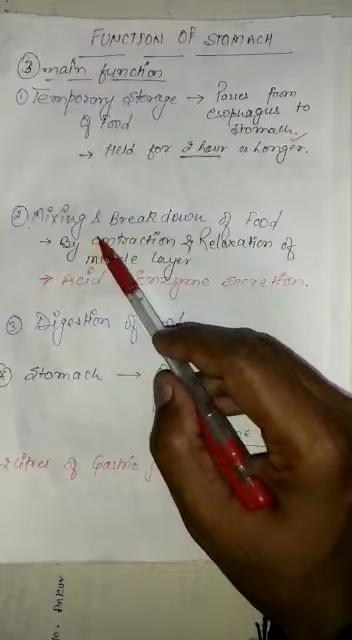 FUNCTION OF STOMACH
③ main function
① Temporary Storage → Passes from
of Food esophagus to
stomach.
→ Held for 2 hour or Longer.
② Mixing & Breakdown of Food
→ By contraction & Relaxation of
layer
→ Acid Enzyme secretion.
③ Digestion of
Stomach →
2 litres of Gastric